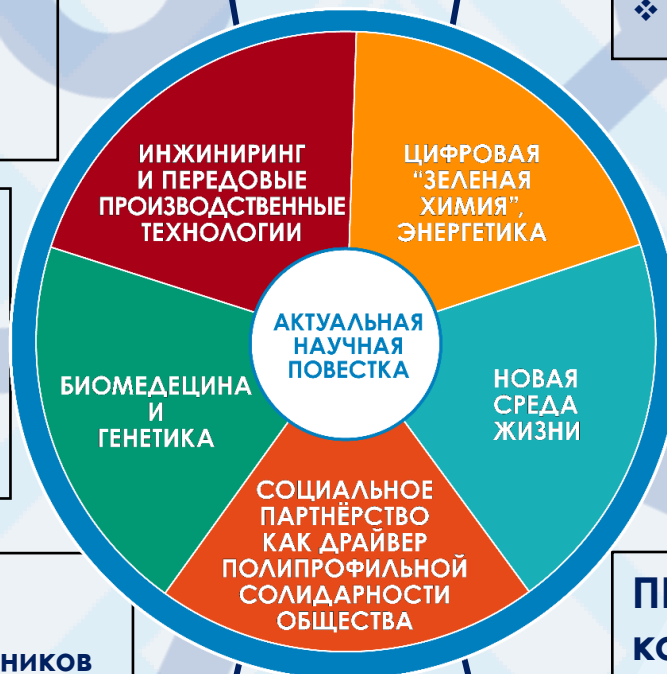 ИНЖИНИРИНГ
И ПЕРЕДОВЫЕ
ПРОИЗВОДСТВЕННЫЕ
ТЕХНОЛОГИИ
ЦИФРОВАЯ
“ЗЕЛЕНАЯ
ХИМИЯ”,
ЭНЕРГЕТИКА
АКТУАЛЬНАЯ
НАУЧНАЯ
ПОВЕСТКА
БИОМЕДЕЦИНА
И
ГЕНЕТИКА
НОВАЯ
СРЕДА
ЖИЗНИ
СОЦИАЛЬНОЕ
ПАРТНЁРСТВО
КАК ДРАЙВЕР
ПОЛИПРОФИЛЬНОЙ
СОЛИДАРНОСТИ
ОБЩЕСТВА